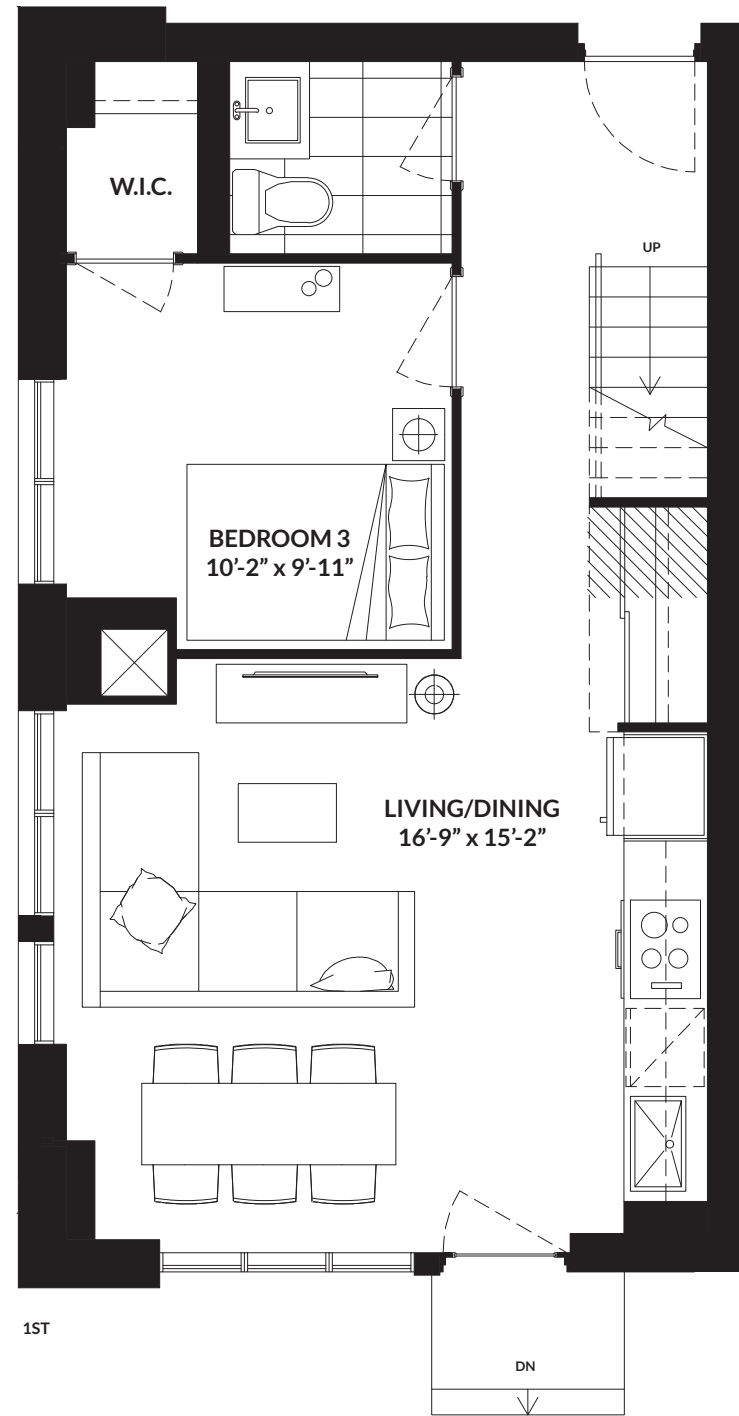 W.I.C.
UP
BEDROOM 3
10’-2” x 9’-11”
LIVING/DINING
16’-9” x 15’-2”
1ST
DN